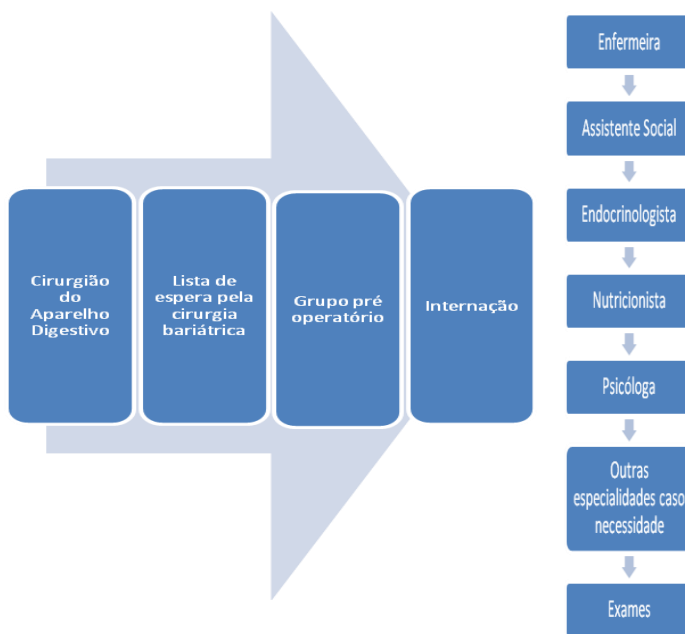 Cirurgião
do
Aparelho
Digestivo
Lista de
espera pela
cirurgia
bariátrica
Grupo pré
operatório
Internação
Enfermeira
Assistente Social
Endocrinologista
Nutricionista
Psicóloga
Outras
especialidades caso
necessidade
Exames